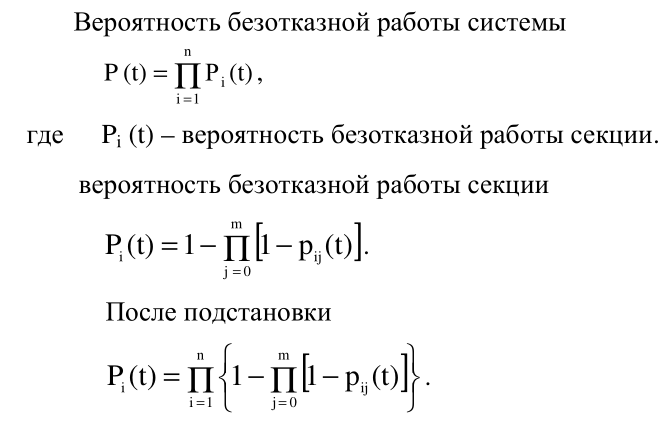 Вероятность безотказной работы системы
P (t) = ∏_{i=1}^{n} P_i (t),
где P_i (t) – вероятность безотказной работы секции.
вероятность безотказной работы секции
P_i (t) = 1 − ∏_{j=0}^{m} [1 − p_{ij} (t)].
После подстановки
P_i (t) = ∏_{i=1}^{n} {1 − ∏_{j=0}^{m} [1 − p_{ij} (t)]}.